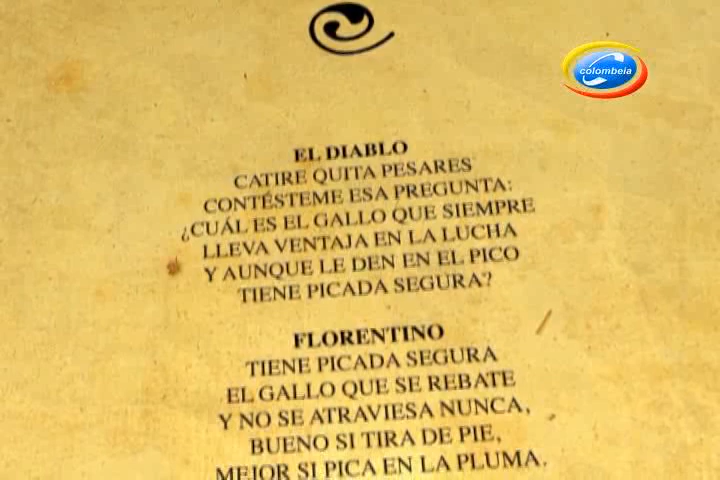 colombeia
EL DIABLO
CATIRE QUITA PESARES
CONTÉSTEME ESA PREGUNTA:
¿CUÁL ES EL GALLO QUE SIEMPRE
LLEVA VENTAJA EN LA LUCHA
Y AUNQUE LE DEN EN EL PICO
TIENE PICADA SEGURA?
FLORENTINO
TIENE PICADA SEGURA
EL GALLO QUE SE REBATE
Y NO SE ATRAVIESA NUNCA,
BUENO SI TIRA DE PIE,
MEJOR SI PICA EN LA PLUMA.